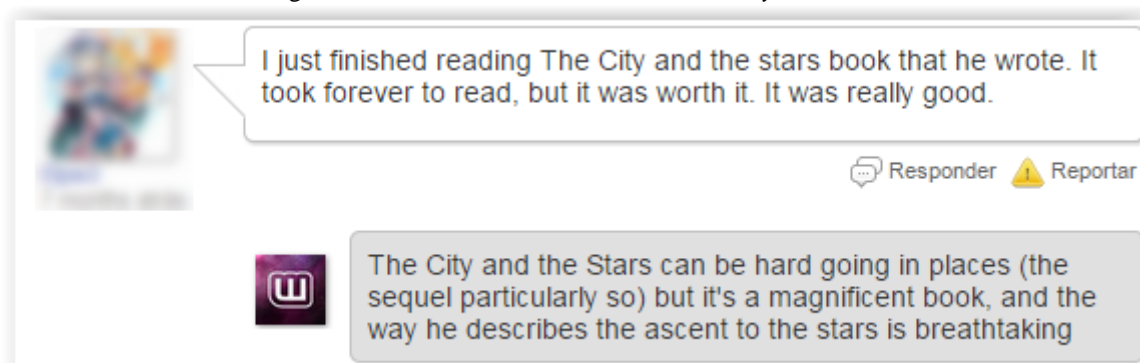 I just finished reading The City and the stars book that he wrote. It
took forever to read, but it was worth it. It was really good.
Responder Reportar
The City and the Stars can be hard going in places (the
sequel particularly so) but it's a magnificent book, and the
way he describes the ascent to the stars is breathtaking